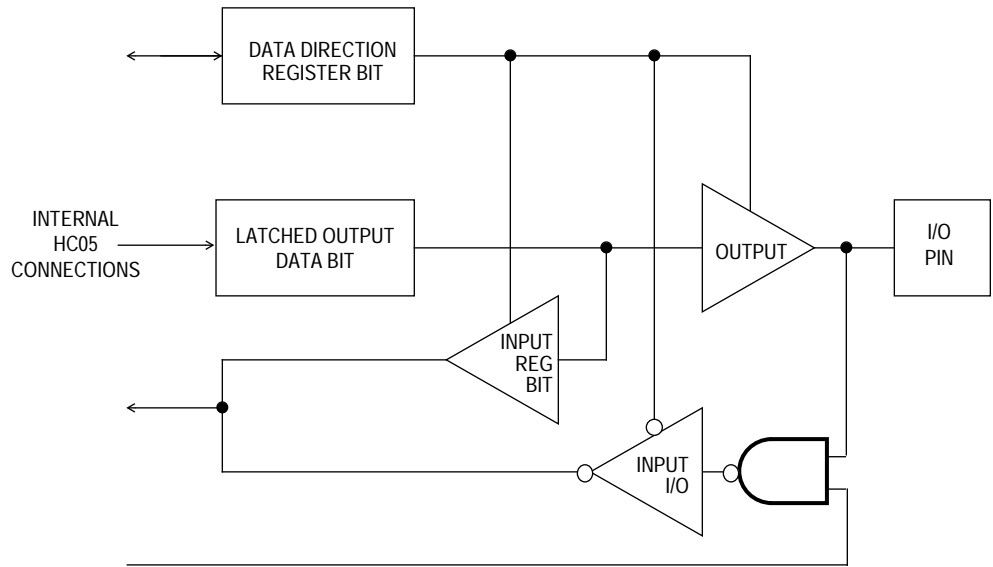 DATA DIRECTION
REGISTER BIT
INTERNAL
HC05
CONNECTIONS
LATCHED OUTPUT
DATA BIT
OUTPUT
I/O
PIN
INPUT
REG
BIT
INPUT
I/O